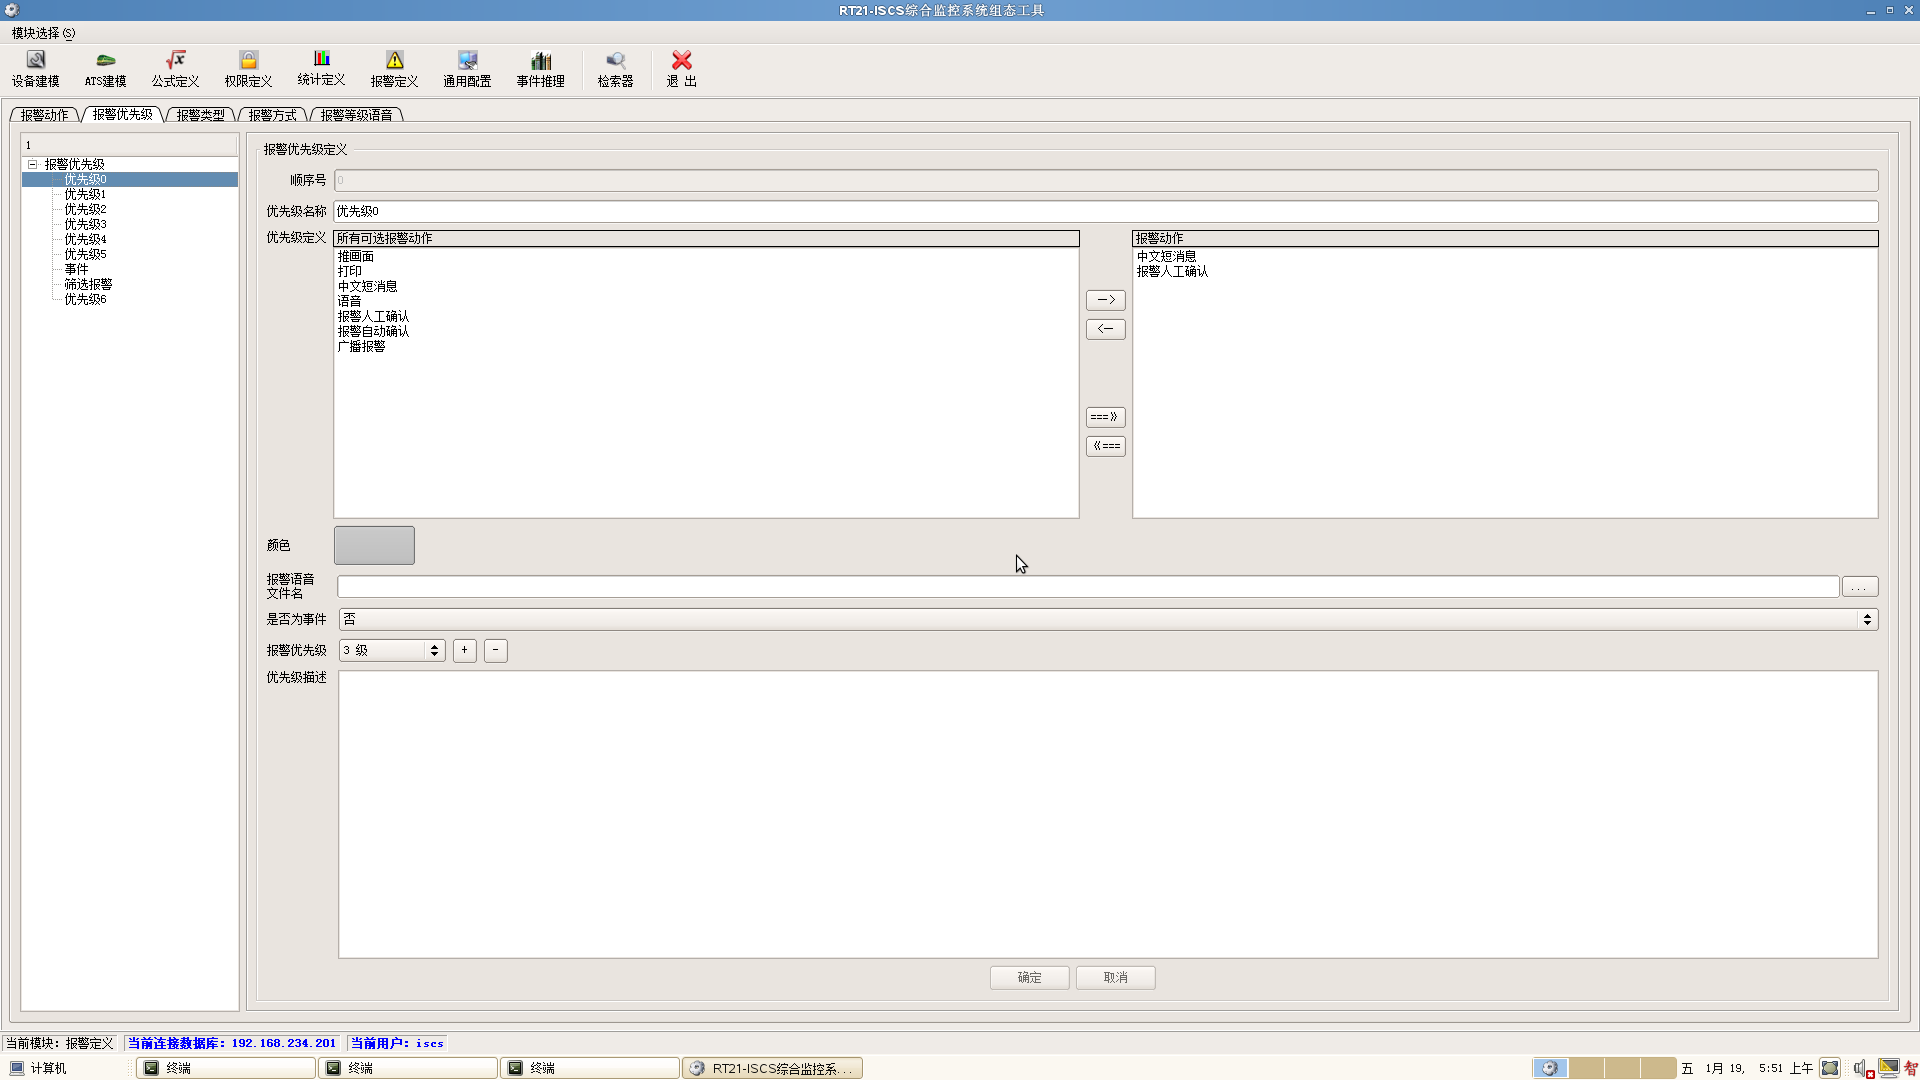 RT21-ISCS综合监控系统组态工具
模块选择(S)
设备建模 ATS建模 公式定义 权限定义 统计定义 报警定义 通用配置 事件推理 检索器 退 出
报警动作 报警优先级 报警类型 报警方式 报警等级语音
1
报警优先级
优先级0
优先级1
优先级2
优先级3
优先级4
优先级5
事件
筛选报警
优先级6
报警优先级定义
顺序号 0
优先级名称 优先级0
优先级定义 所有可选报警动作
推画面
打印
中文短消息
语音
报警人工确认
报警自动确认
广播报警
—>
<—
===》
《===
报警动作
中文短消息
报警人工确认
颜色
报警语音
文件名
...
是否为事件 否
报警优先级 3 级 + -
优先级描述
确定 取消
当前模块: 报警定义 当前连接数据库: 192.168.234.201 当前用户: iscs
计算机 终端 终端 终端 RT21-ISCS综合监控系... 五 1月 19, 5:51 上午 智